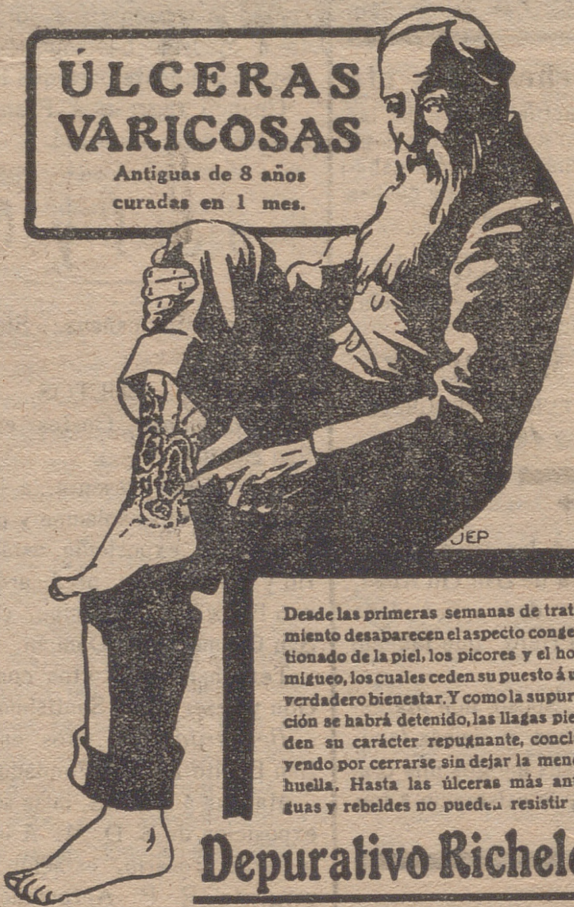 ÚLCERAS
VARICOSAS
Antiguas de 8 años
curadas en 1 mes.
JEP
Desde las primeras semanas de trat
miento desaparecen el aspecto conge
tionado de la piel, los picores y el ho
migueo, los cuales ceden su puesto á u
verdadero bienestar. Y como la supur
ción se habrá detenido, las llagas pie
den su carácter repugnante, concl
yendo por cerrarse sin dejar la meno
huella. Hasta las úlceras más ant
guas y rebeldes no pueden resistir
Depurativo Richele